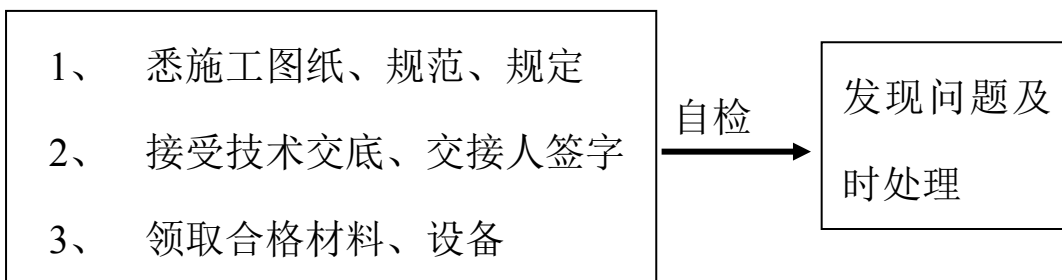 1、 悉施工图纸、规范、规定
2、 接受技术交底、交接人签字
3、 领取合格材料、设备
自检
发现问题及
时处理